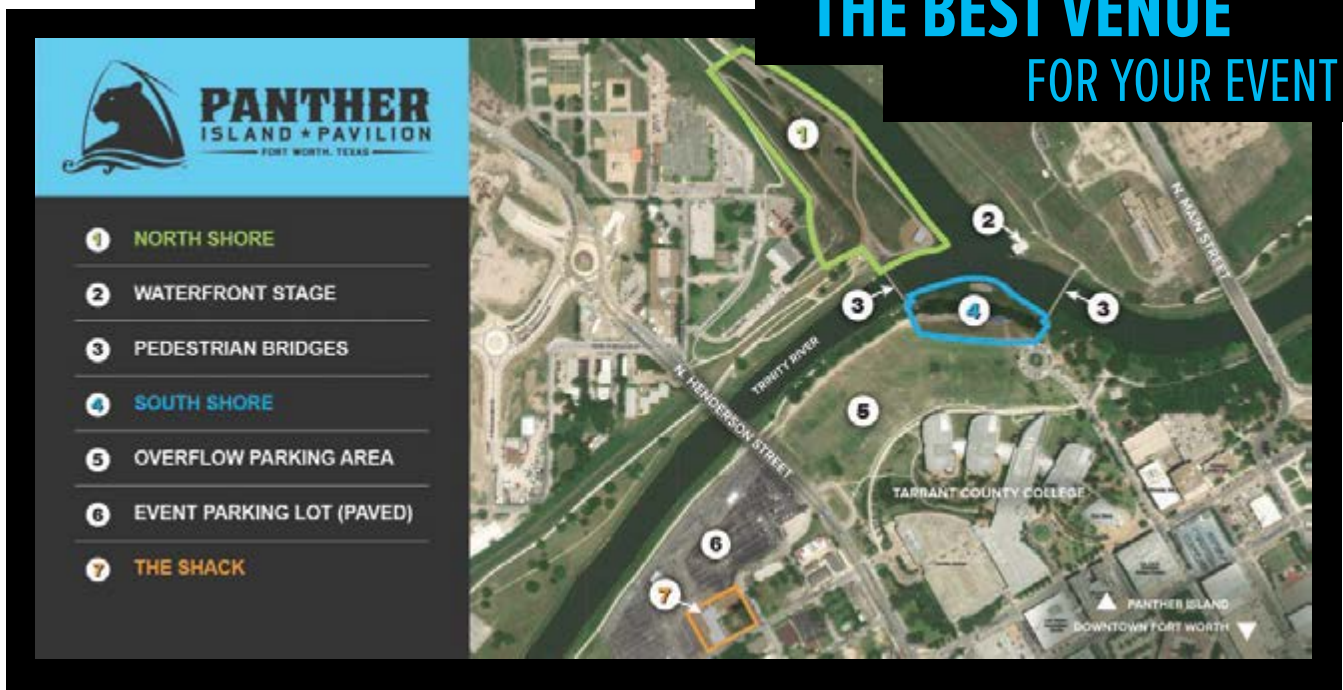 THE BEST VENUE
FOR YOUR EVENT
PANTHER
ISLAND ★ PAVILION
FORT WORTH, TEXAS
1 NORTH SHORE
2 WATERFRONT STAGE
3 PEDESTRIAN BRIDGES
4 SOUTH SHORE
5 OVERFLOW PARKING AREA
6 EVENT PARKING LOT (PAVED)
7 THE SHACK
1
2
3
4
3
N. MAIN STREET
TRINITY RIVER
N. HENDERSON STREET
5
TARRANT COUNTY COLLEGE
6
7
PANTHER ISLAND
DOWNTOWN FORT WORTH